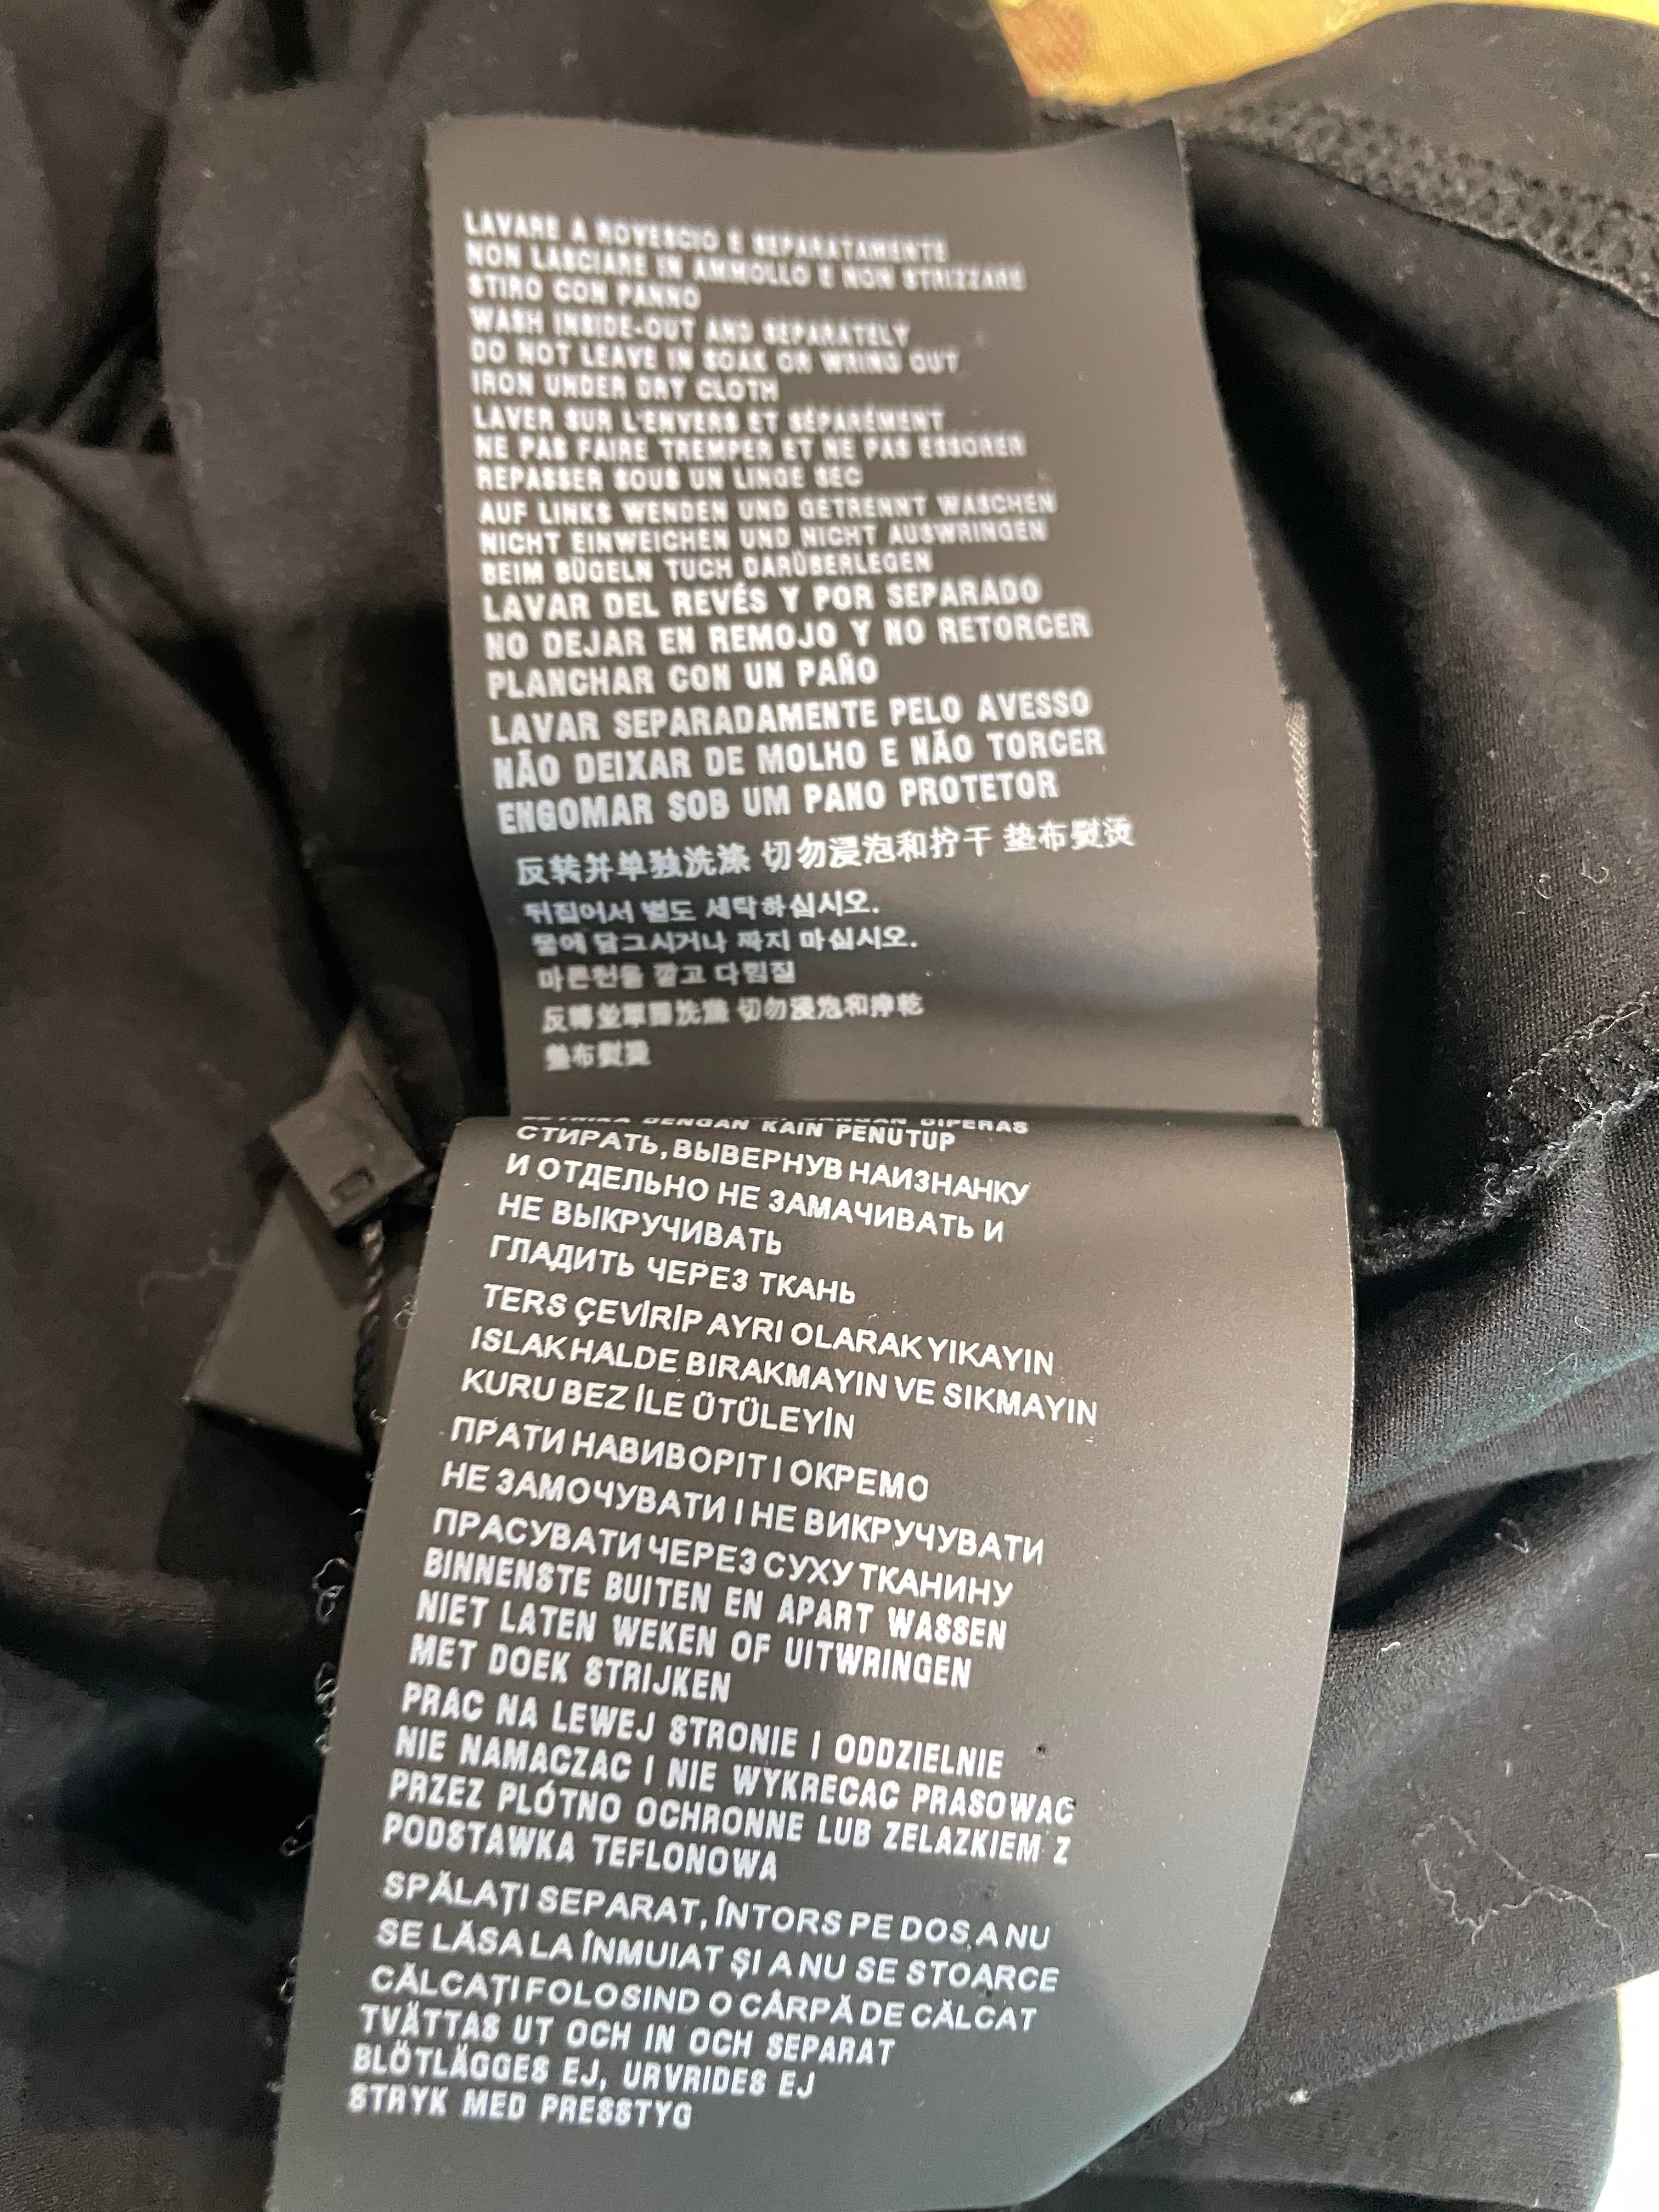 LAVARE A ROVESCIO E SEPARATAMENTE
NON LASCIARE IN AMMOLLO E NON STRIZZARE
STIRO CON PANNO
WASH INSIDE-OUT AND SEPARATELY
DO NOT LEAVE IN SOAK OR WRING OUT
IRON UNDER DRY CLOTH
LAVER SUR L'ENVERS ET SÉPARÉMENT
NE PAS FAIRE TREMPER ET NE PAS ESSORER
REPASSER SOUS UN LINGE SEC
AUF LINKS WENDEN UND GETRENNT WASCHEN
NICHT EINWEICHEN UND NICHT AUSWRINGEN
BEIM BÜGELN TUCH DARÜBERLEGEN
LAVAR DEL REVÉS Y POR SEPARADO
NO DEJAR EN REMOJO Y NO RETORCER
PLANCHAR CON UN PAÑO
LAVAR SEPARADAMENTE PELO AVESSO
NÃO DEIXAR DE MOLHO E NÃO TORCER
ENGOMAR SOB UM PANO PROTETOR
反转并单独洗涤 切勿浸泡和拧干 垫布熨烫
뒤집어서 별도 세탁하십시오.
물에 담그시거나 짜지 마십시오.
마른천을 깔고 다림질
反轉並單獨洗滌 切勿浸泡和擰乾
墊布熨燙
DENGAN DIPERAS
KAIN PENUTUP
СТИРАТЬ, ВЫВЕРНУВ НАИЗНАНКУ
И ОТДЕЛЬНО НЕ ЗАМАЧИВАТЬ И
НЕ ВЫКРУЧИВАТЬ
ГЛАДИТЬ ЧЕРЕЗ ТКАНЬ
TERS ÇEVİRİP AYRI OLARAK YIKAYIN
ISLAK HALDE BIRAKMAYIN VE SIKMAYIN
KURU BEZ İLE ÜTÜLEYİN
ПРАТИ НАВИВОРІТ І ОКРЕМО
НЕ ЗАМОЧУВАТИ І НЕ ВИКРУЧУВАТИ
ПРАСУВАТИ ЧЕРЕЗ СУХУ ТКАНИНУ
BINNENSTE BUITEN EN APART WASSEN
NIET LATEN WEKEN OF UITWRINGEN
MET DOEK STRIJKEN
PRAC NA LEWEJ STRONIE I ODDZIELNIE
NIE NAMACZAC I NIE WYKRECAC PRASOWAC
PRZEZ PLÓTNO OCHRONNE LUB ZELAZKIEM Z
PODSTAWKA TEFLONOWA
SPĂLAȚI SEPARAT, ÎNTORS PE DOS A NU
SE LĂSA LA ÎNMUIAT ȘI A NU SE STOARCE
CĂLCAȚI FOLOSIND O CÂRPĂ DE CĂLCAT
TVÄTTAS UT OCH IN OCH SEPARAT
BLÖTLÄGGES EJ, URVRIDES EJ
STRYK MED PRESSTYG